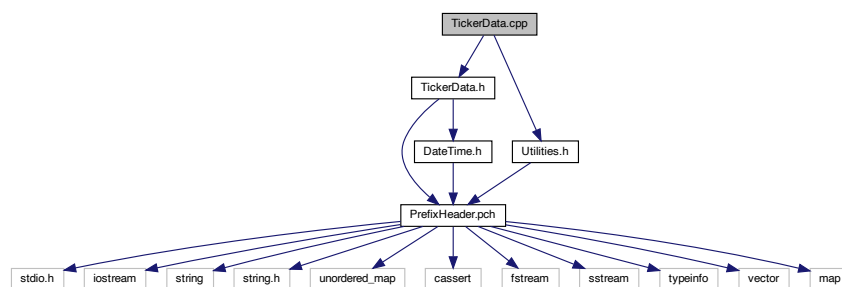 TickerData.cpp
TickerData.h
DateTime.h
Utilities.h
PrefixHeader.pch
stdio.h
iostream
string
string.h
unordered_map
cassert
fstream
sstream
typeinfo
vector
map